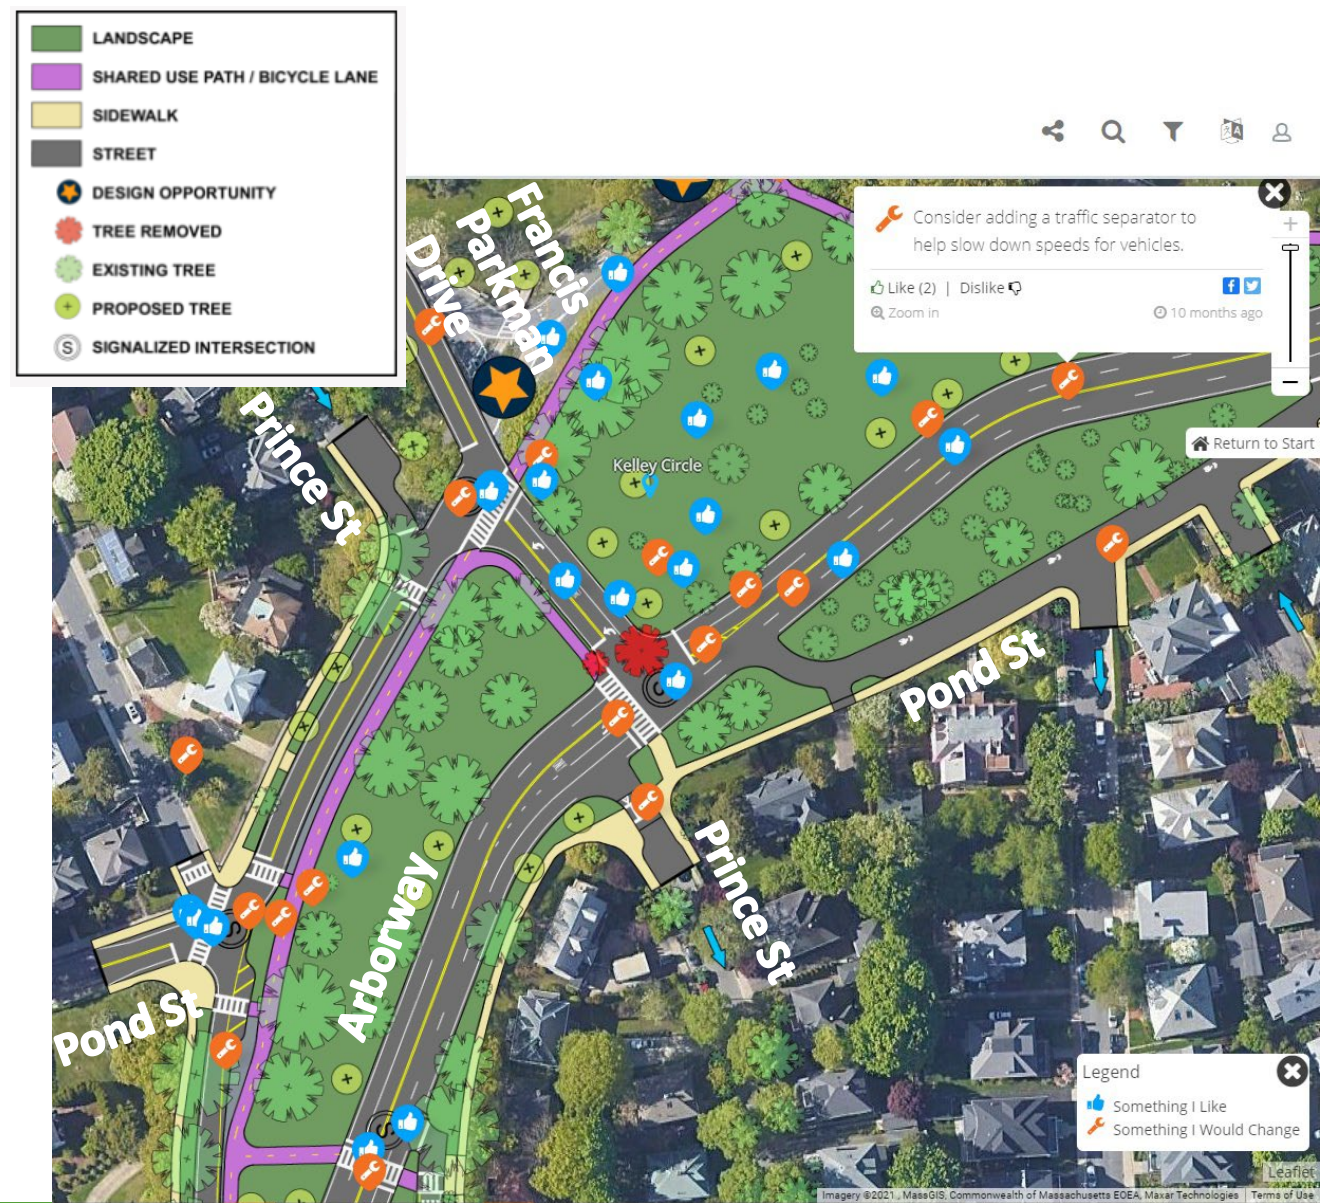 LANDSCAPE
SHARED USE PATH / BICYCLE LANE
SIDEWALK
STREET
DESIGN OPPORTUNITY
TREE REMOVED
EXISTING TREE
PROPOSED TREE
S SIGNALIZED INTERSECTION
Consider adding a traffic separator to
help slow down speeds for vehicles.
Like (2) | Dislike
Zoom in
10 months ago
Return to Start
Francis
Parkman
Drive
Prince St
Kelley Circle
Pond St
Prince St
Arborway
Pond St
S
S
S
Legend
Something I Like
Something I Would Change
Leaflet
Imagery ©2021 , MassGIS, Commonwealth of Massachusetts EOEA, Maxar Technologies | Terms of Use